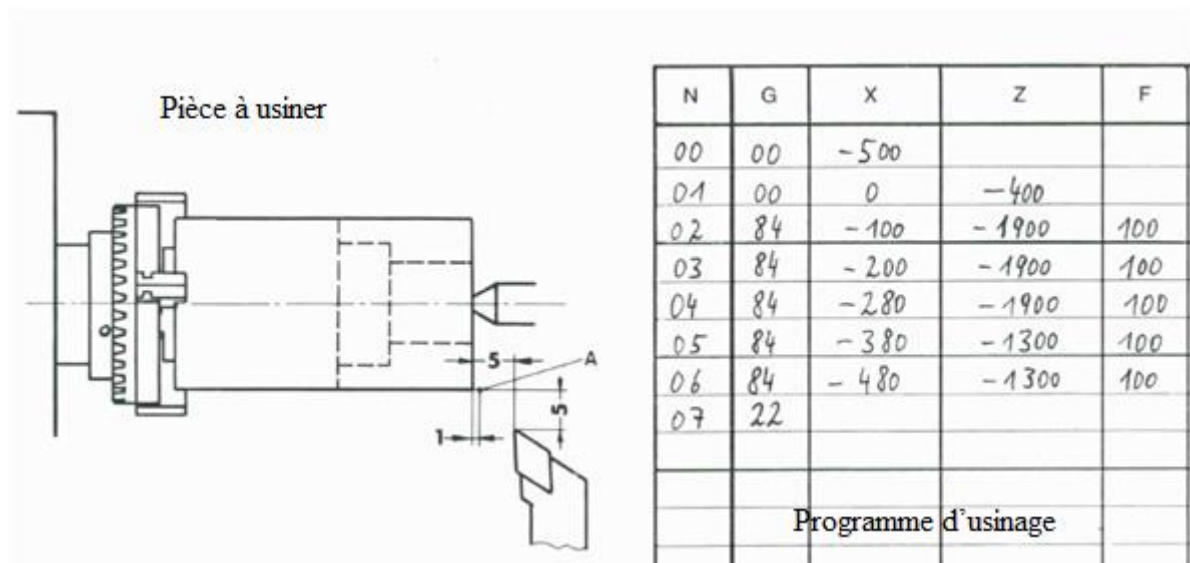 Pièce à usiner
5
A
5
1
N G X Z F
00 00 -500
01 00 0 -400
02 84 -100 -1900 100
03 84 -200 -1900 100
04 84 -280 -1900 100
05 84 -380 -1300 100
06 84 -480 -1300 100
07 22
Programme d'usinage